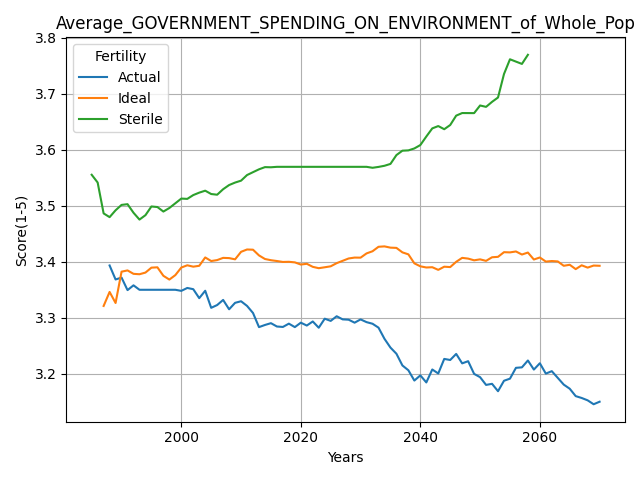 Average_GOVERNMENT_SPENDING_ON_ENVIRONMENT_of_Whole_Pop
Fertility
Actual
Ideal
Sterile
3.8
3.7
3.6
3.5
3.4
3.3
3.2
Score(1-5)
2000
2020
2040
2060
Years